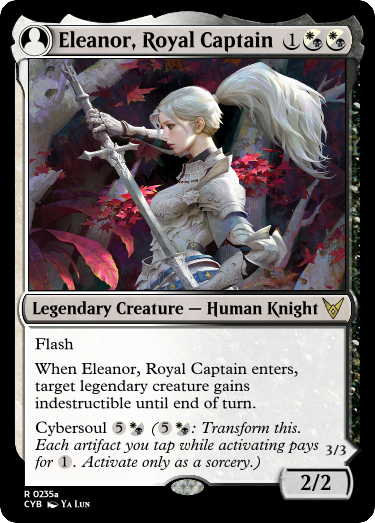 Eleanor, Royal Captain 1
Legendary Creature — Human Knight
Flash
When Eleanor, Royal Captain enters,
target legendary creature gains
indestructible until end of turn.
Cybersoul 5 (5 : Transform this.
Each artifact you tap while activating pays
for 1. Activate only as a sorcery.)
3/3
2/2
R 0235a
CYB Ya Lun